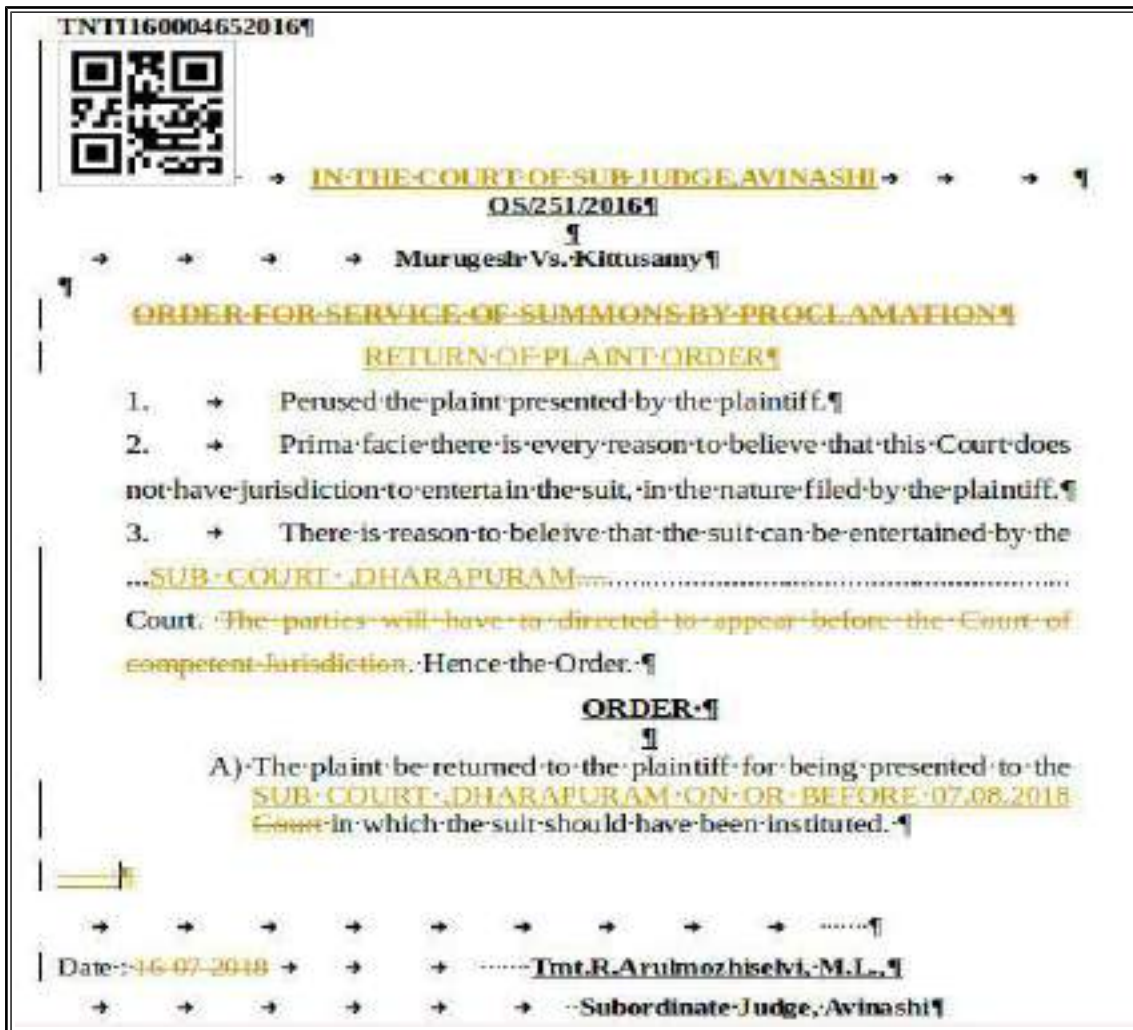 TNTI1600004652016¶
IN THE COURT OF SUB JUDGE,AVINASHI ¶
OS/251/2016¶
¶
Murugesh Vs. Kittusamy¶
¶
ORDER FOR SERVICE OF SUMMONS BY PROCLAMATION¶
RETURN OF PLAINT ORDER¶
1. Perused the plaint presented by the plaintiff.¶
2. Prima facie there is every reason to believe that this Court does
not have jurisdiction to entertain the suit, in the nature filed by the plaintiff.¶
3. There is reason to beleive that the suit can be entertained by the
...SUB COURT ,DHARAPURAM..........................................................
Court. The parties will have to directed to appear before the Court of
competent Jurisdiction. Hence the Order. ¶
ORDER ¶
¶
A) The plaint be returned to the plaintiff for being presented to the
SUB COURT ,DHARAPURAM ON OR BEFORE 07.08.2018
Court in which the suit should have been instituted. ¶
¶
¶
Date : 16-07-2018 Tmt.R.Arulmozhiselvi, M.L.,¶
Subordinate Judge, Avinashi¶